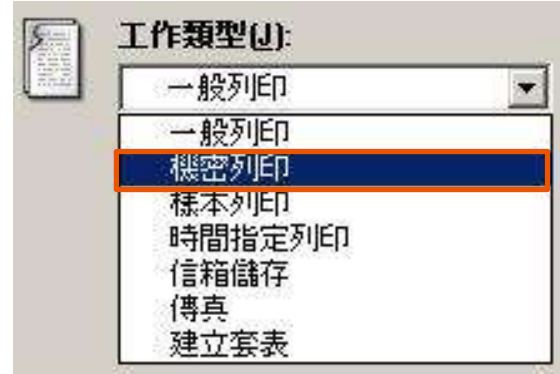 工作類型(J):
一般列印
一般列印
機密列印
樣本列印
時間指定列印
信箱儲存
傳真
建立套表